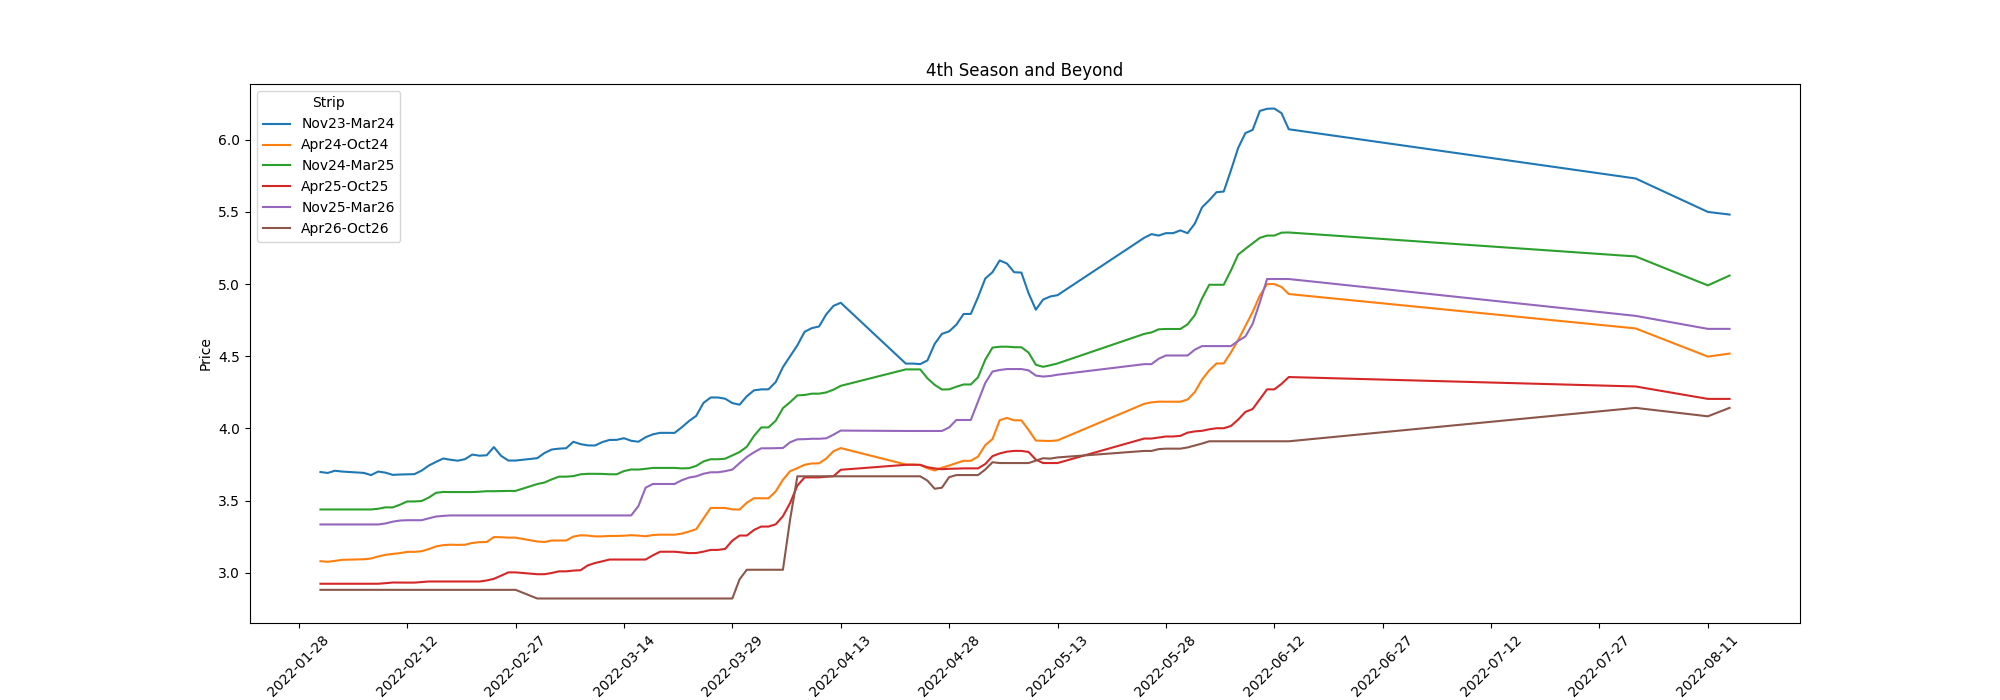 4th Season and Beyond
Strip
Nov23-Mar24
Apr24-Oct24
Nov24-Mar25
Apr25-Oct25
Nov25-Mar26
Apr26-Oct26
Price
6.0
5.5
5.0
4.5
4.0
3.5
3.0
2022-01-28
2022-02-12
2022-02-27
2022-03-14
2022-03-29
2022-04-13
2022-04-28
2022-05-13
2022-05-28
2022-06-12
2022-06-27
2022-07-12
2022-07-27
2022-08-11